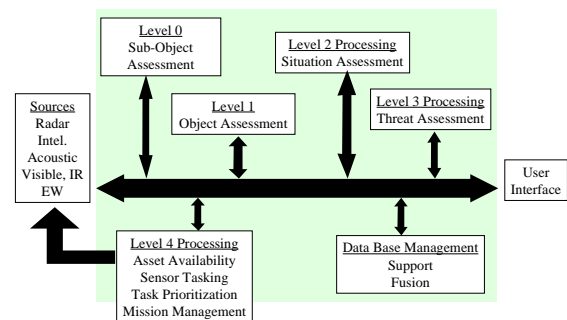 Level 0
Sub-Object
Assessment
Level 2 Processing
Situation Assessment
Level 1
Object Assessment
Level 3 Processing
Threat Assessment
Sources
Radar
Intel.
Acoustic
Visible, IR
EW
User
Interface
Level 4 Processing
Asset Availability
Sensor Tasking
Task Prioritization
Mission Management
Data Base Management
Support
Fusion